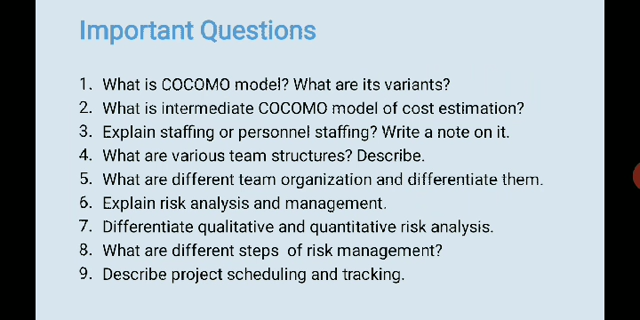 Important Questions
1. What is COCOMO model? What are its variants?
2. What is intermediate COCOMO model of cost estimation?
3. Explain staffing or personnel staffing? Write a note on it.
4. What are various team structures? Describe.
5. What are different team organization and differentiate them.
6. Explain risk analysis and management.
7. Differentiate qualitative and quantitative risk analysis.
8. What are different steps of risk management?
9. Describe project scheduling and tracking.